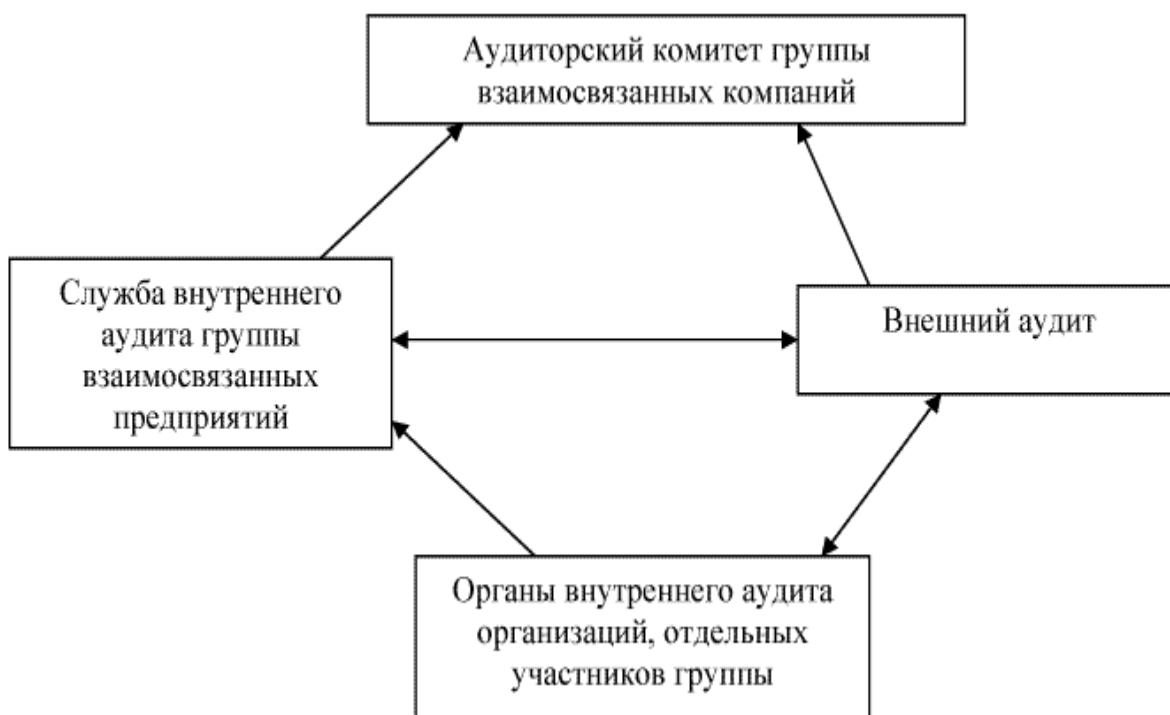 Аудиторский комитет группы
взаимосвязанных компаний
Служба внутреннего
аудита группы
взаимосвязанных
предприятий
Внешний аудит
Органы внутреннего аудита
организаций, отдельных
участников группы